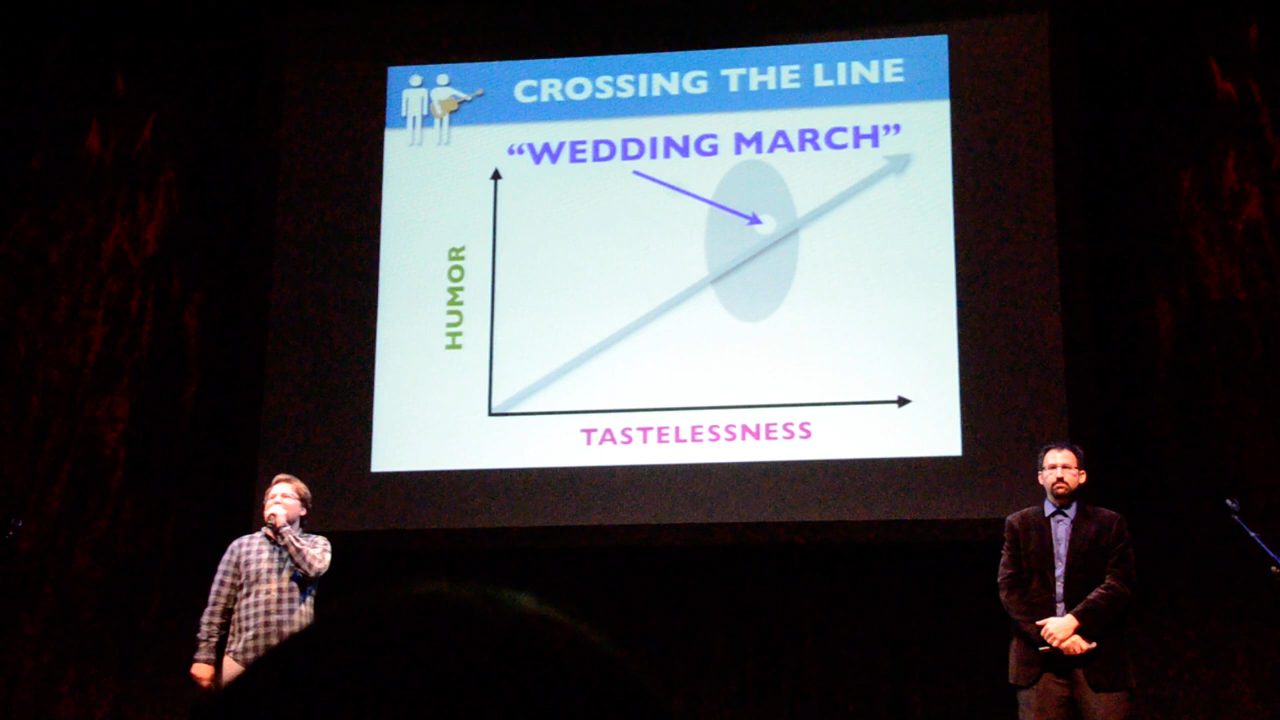 CROSSING THE LINE
“WEDDING MARCH”
HUMOR
TASTELESSNESS